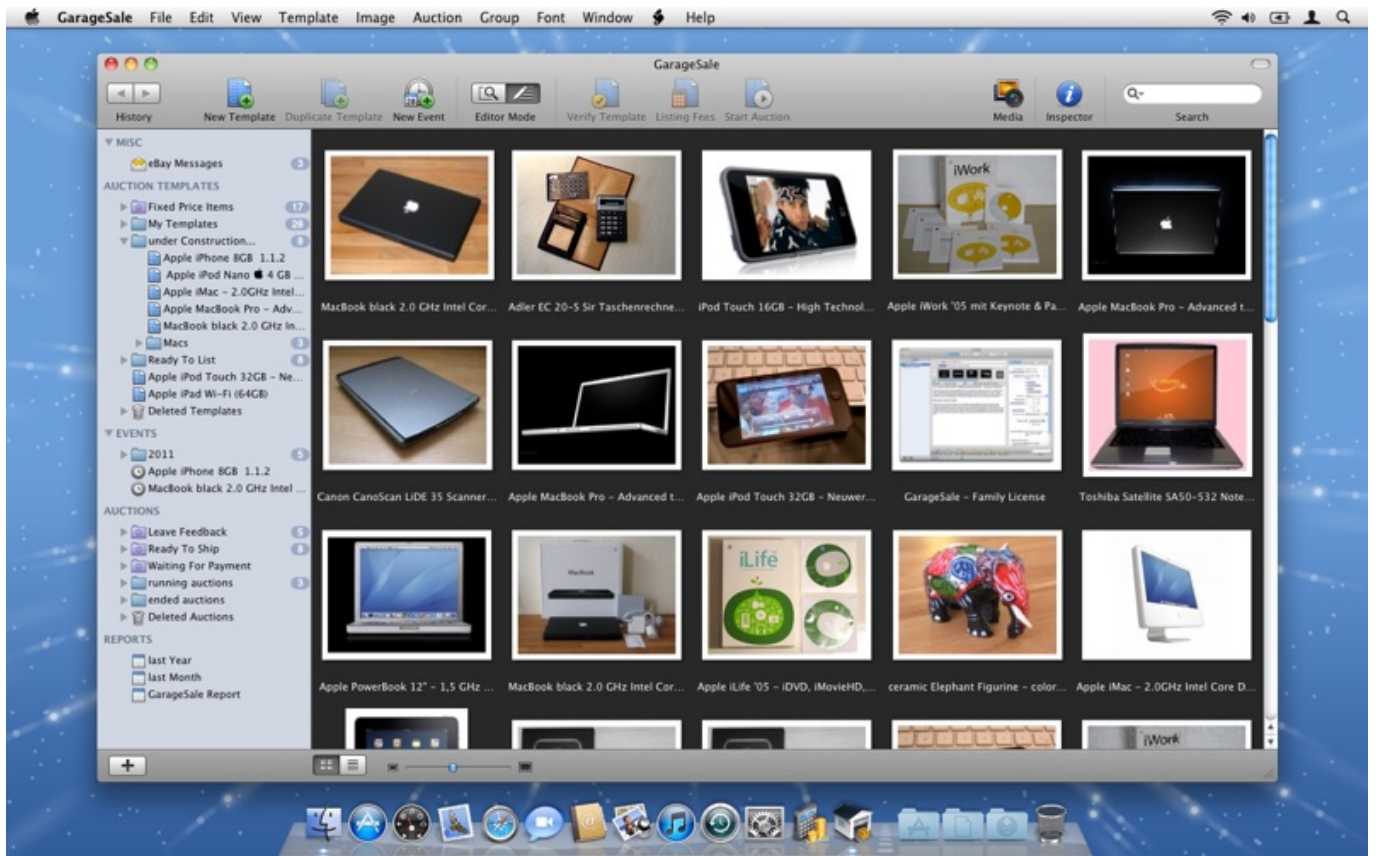 GarageSale File Edit View Template Image Auction Group Font Window Help
GarageSale
History New Template Duplicate Template New Event Editor Mode Verify Template Listing Fees Start Auction Media Inspector Search
MISC
eBay Messages 3
AUCTION TEMPLATES
Fixed Price Items 17
My Templates 26
under Construction... 8
Apple iPhone 8GB 1.1.2
Apple iPod Nano 4 GB ...
Apple iMac - 2.0GHz Intel...
Apple MacBook Pro - Adv...
MacBook black 2.0 GHz In...
Macs 3
Ready To List 8
Apple iPod Touch 32GB - Ne...
Apple iPad Wi-Fi (64GB)
Deleted Templates
EVENTS
2011 5
Apple iPhone 8GB 1.1.2
MacBook black 2.0 GHz Intel ...
AUCTIONS
Leave Feedback 5
Ready To Ship 8
Waiting For Payment
running auctions 3
ended auctions
Deleted Auctions
REPORTS
last Year
last Month
GarageSale Report
iWork
MacBook black 2.0 GHz Intel Cor... Adler EC 20-S Sir Taschenrechne... iPod Touch 16GB - High Technol... Apple iWork '05 mit Keynote & Pa... Apple MacBook Pro - Advanced t...
Canon CanoScan LiDE 35 Scanner... Apple MacBook Pro - Advanced t... Apple iPod Touch 32GB - Neuwer... GarageSale - Family License Toshiba Satellite SA50-532 Note...
MacBook
iLife
Apple PowerBook 12" - 1,5 GHz ... MacBook black 2.0 GHz Intel Cor... Apple iLife '05 - iDVD, iMovieHD,... ceramic Elephant Figurine - color... Apple iMac - 2.0GHz Intel Core D...
iWork